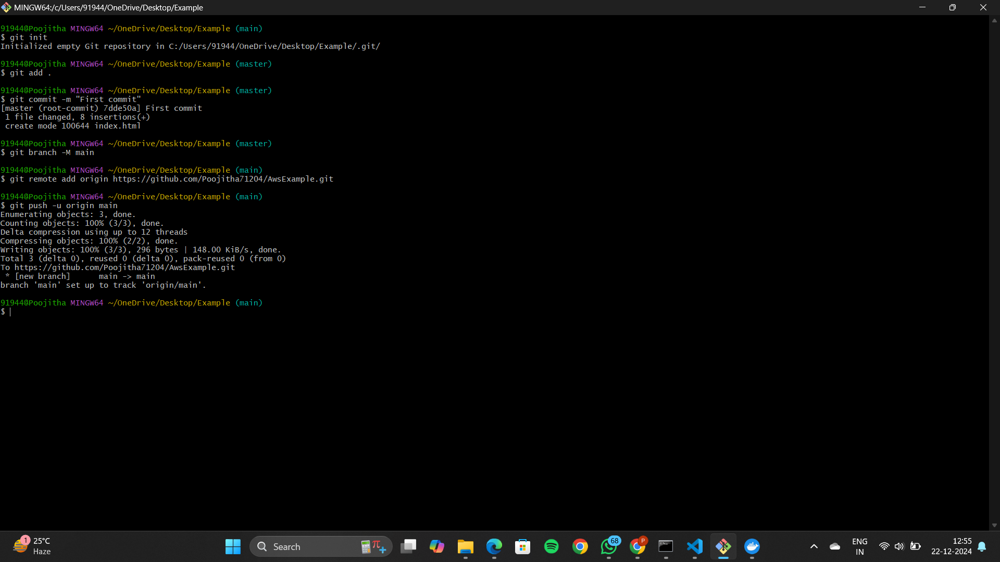 MINGW64:/c/Users/91944/OneDrive/Desktop/Example
91944@Poojitha MINGW64 ~/OneDrive/Desktop/Example (main)
$ git init
Initialized empty Git repository in C:/Users/91944/OneDrive/Desktop/Example/.git/
91944@Poojitha MINGW64 ~/OneDrive/Desktop/Example (master)
$ git add .
91944@Poojitha MINGW64 ~/OneDrive/Desktop/Example (master)
$ git commit -m "First commit"
[master (root-commit) 7dde50a] First commit
 1 file changed, 8 insertions(+)
 create mode 100644 index.html
91944@Poojitha MINGW64 ~/OneDrive/Desktop/Example (master)
$ git branch -M main
91944@Poojitha MINGW64 ~/OneDrive/Desktop/Example (main)
$ git remote add origin https://github.com/Poojitha71204/AwsExample.git
91944@Poojitha MINGW64 ~/OneDrive/Desktop/Example (main)
$ git push -u origin main
Enumerating objects: 3, done.
Counting objects: 100% (3/3), done.
Delta compression using up to 12 threads
Compressing objects: 100% (2/2), done.
Writing objects: 100% (3/3), 296 bytes | 148.00 KiB/s, done.
Total 3 (delta 0), reused 0 (delta 0), pack-reused 0 (from 0)
To https://github.com/Poojitha71204/AwsExample.git
 * [new branch]      main -> main
branch 'main' set up to track 'origin/main'.
91944@Poojitha MINGW64 ~/OneDrive/Desktop/Example (main)
$
1
25°C
Haze
Search
68
P
ENG
IN
12:55
22-12-2024